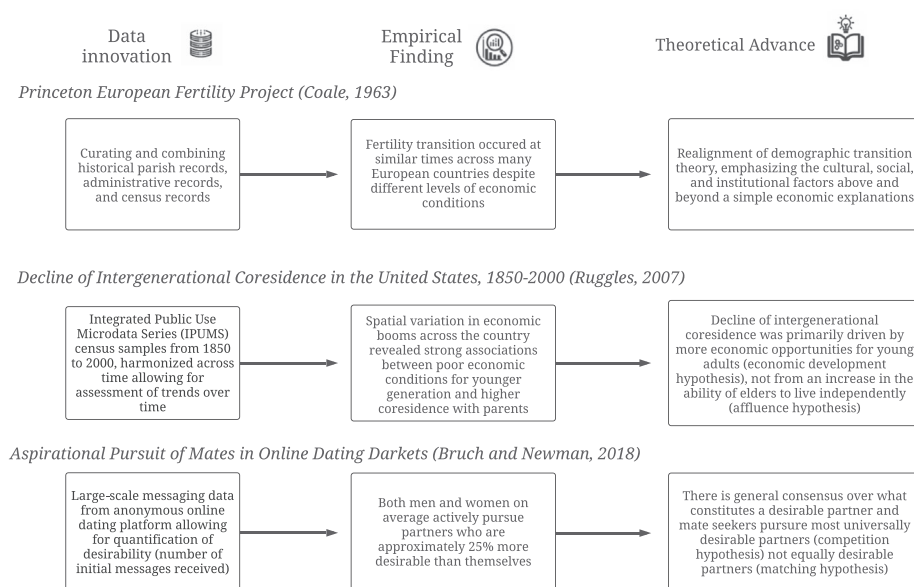 Data
innovation
Empirical
Finding
Theoretical Advance
Princeton European Fertility Project (Coale, 1963)
Curating and combining
historical parish records,
administrative records,
and census records
Fertility transition occured at
similar times across many
European countries despite
different levels of economic
conditions
Realignment of demographic transition
theory, emphasizing the cultural, social,
and institutional factors above and
beyond a simple economic explanations
Decline of Intergenerational Coresidence in the United States, 1850-2000 (Ruggles, 2007)
Integrated Public Use
Microdata Series (IPUMS)
census samples from 1850
to 2000, harmonized across
time allowing for
assessment of trends over
time
Spatial variation in economic
booms across the country
revealed strong associations
between poor economic
conditions for younger
generation and higher
coresidence with parents
Decline of intergenerational
coresidence was primarily driven by
more economic opportunities for young
adults (economic development
hypothesis), not from an increase in the
ability of elders to live independently
(affluence hypothesis)
Aspirational Pursuit of Mates in Online Dating Darkets (Bruch and Newman, 2018)
Large-scale messaging data
from anonymous online
dating platform allowing
for quantification of
desirability (number of
initial messages received)
Both men and women on
average actively pursue
partners who are
approximately 25% more
desirable than themselves
There is general consensus over what
constitutes a desirable partner and
mate seekers pursure most universally
desirable partners (competition
hypothesis) not equally desirable
partners (matching hypothesis)